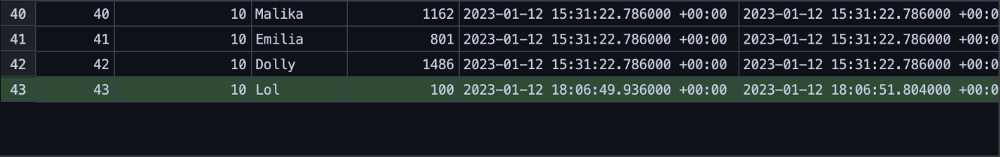 40 40 10 Malika 1162 2023-01-12 15:31:22.786000 +00:00 2023-01-12 15:31:22.786000 +00:0
41 41 10 Emilia 801 2023-01-12 15:31:22.786000 +00:00 2023-01-12 15:31:22.786000 +00:0
42 42 10 Dolly 1486 2023-01-12 15:31:22.786000 +00:00 2023-01-12 15:31:22.786000 +00:0
43 43 10 Lol 100 2023-01-12 18:06:49.936000 +00:00 2023-01-12 18:06:51.804000 +00:0